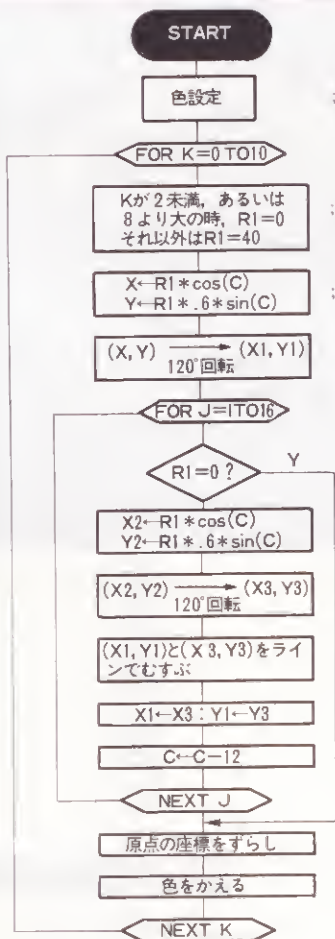 START
色設定
FOR K=0 TO10
Kが2未満, あるいは
8より大の時, R1=0
それ以外はR1=40
X←R1*cos(C)
Y←R1*.6*sin(C)
(X, Y) → (X1, Y1)
120°回転
FOR J=1TO16
R1=0?
Y
X2←R1*cos(C)
Y2←R1*.6*sin(C)
(X2, Y2) → (X3, Y3)
120°回転
(X1, Y1)と(X3, Y3)をライ
ンでむすぶ
X1←X3 : Y1←Y3
C←C-12
NEXT J
原点の座標をずらし
色をかえる
NEXT K